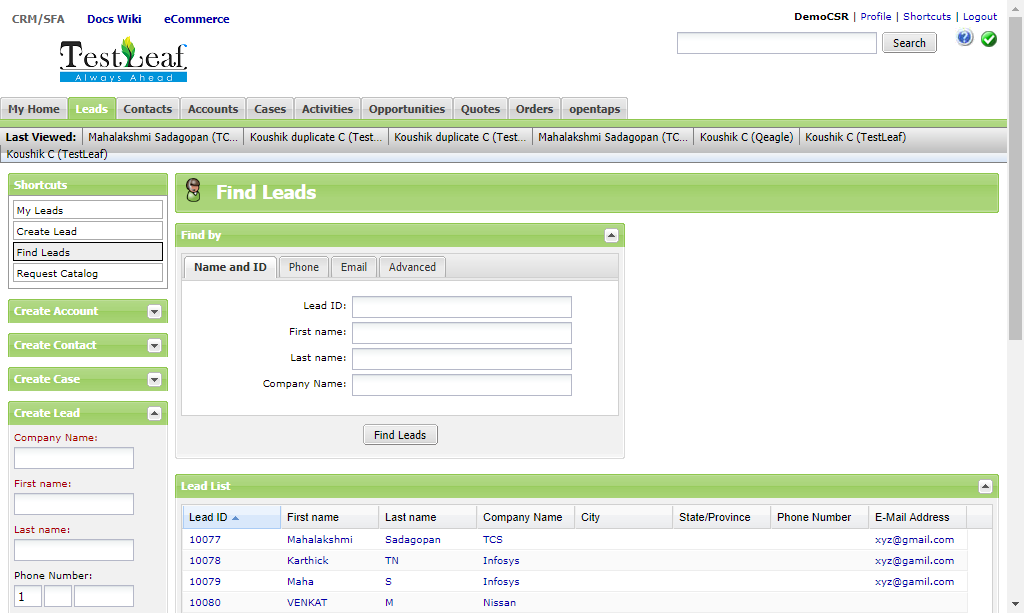 CRM/SFA Docs Wiki eCommerce
DemoCSR | Profile | Shortcuts | Logout
TestLeaf
Always Ahead
Search
My Home Leads Contacts Accounts Cases Activities Opportunities Quotes Orders opentaps
Last Viewed: Mahalakshmi Sadagopan (TC... Koushik duplicate C (Test... Koushik duplicate C (Test... Mahalakshmi Sadagopan (TC... Koushik C (Qeagle) Koushik C (TestLeaf)
Koushik C (TestLeaf)
Shortcuts
My Leads
Create Lead
Find Leads
Request Catalog
Create Account
Create Contact
Create Case
Create Lead
Company Name:
First name:
Last name:
Phone Number:
1
Find Leads
Find by
Name and ID Phone Email Advanced
Lead ID:
First name:
Last name:
Company Name:
Find Leads
Lead List
Lead ID First name Last name Company Name City State/Province Phone Number E-Mail Address
10077 Mahalakshmi Sadagopan TCS xyz@gmail.com
10078 Karthick TN Infosys xyz@gamil.com
10079 Maha S Infosys xyz@gamil.com
10080 VENKAT M Nissan